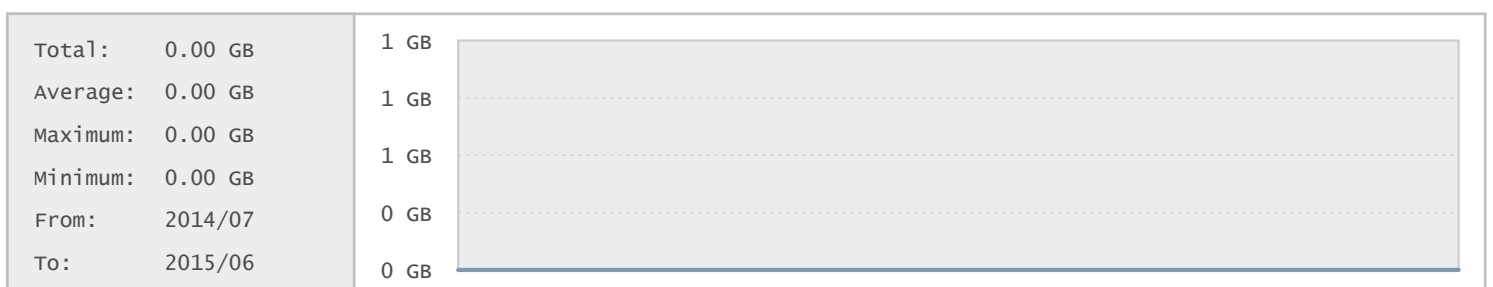 Total: 0.00 GB
Average: 0.00 GB
Maximum: 0.00 GB
Minimum: 0.00 GB
From: 2014/07
To: 2015/06
1 GB
1 GB
1 GB
0 GB
0 GB